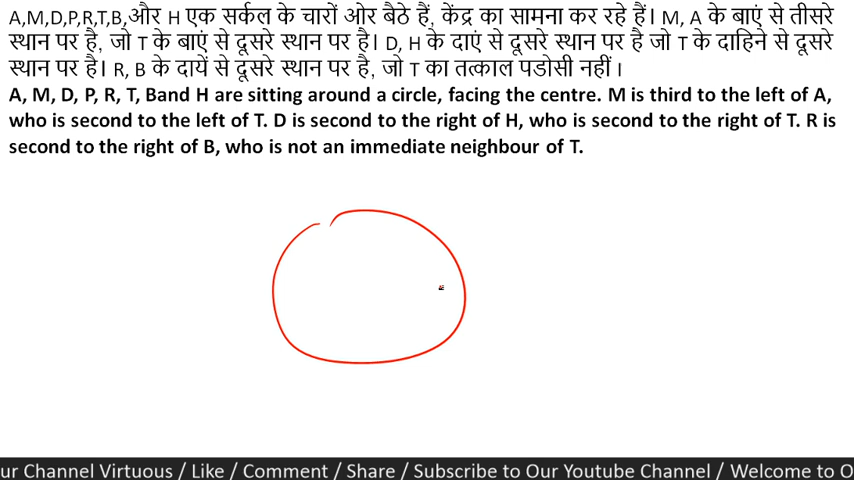 A,M,D,P,R,T,B,और H एक सर्कल के चारों ओर बैठे हैं, केंद्र का सामना कर रहे हैं। M, A के बाएं से तीसरे
स्थान पर है, जो T के बाएं से दूसरे स्थान पर है। D, H के दाएं से दूसरे स्थान पर है जो T के दाहिने से दूसरे
स्थान पर है। R, B के दायें से दूसरे स्थान पर है, जो T का तत्काल पडोसी नहीं ।
A, M, D, P, R, T, Band H are sitting around a circle, facing the centre. M is third to the left of A,
who is second to the left of T. D is second to the right of H, who is second to the right of T. R is
second to the right of B, who is not an immediate neighbour of T.
ur Channel Virtuous / Like / Comment / Share / Subscribe to Our Youtube Channel / Welcome to O